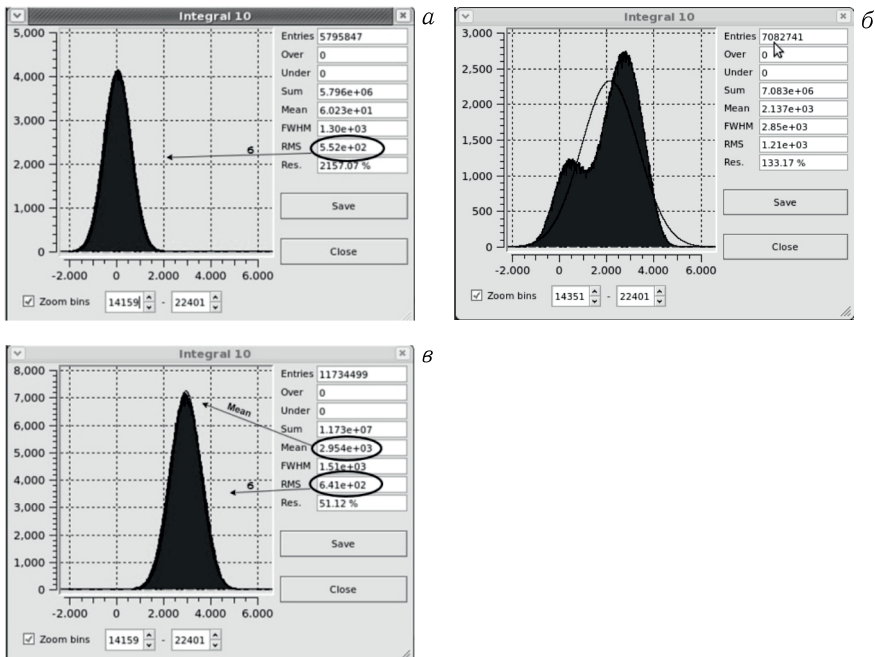 Integral 10
а
5,000
4,000
3,000
2,000
1,000
0
-2.000 0 2.000 4.000 6.000
Entries 5795847
Over 0
Under 0
Sum 5.796e+06
Mean 6.023e+01
FWHM 1.30e+03
RMS 5.52e+02
Res. 2157.07 %
б
Save
Close
Zoom bins 14159 - 22401
Integral 10
б
3,000
2,500
2,000
1,500
1,000
500
0
-2.000 0 2.000 4.000 6.000
Entries 7082741
Over 0
Under 0
Sum 7.083e+06
Mean 2.137e+03
FWHM 2.85e+03
RMS 1.21e+03
Res. 133.17 %
Save
Close
Zoom bins 14351 - 22401
Integral 10
в
8,000
7,000
6,000
5,000
4,000
3,000
2,000
1,000
0
-2.000 0 2.000 4.000 6.000
Mean
б
Entries 11734499
Over 0
Under 0
Sum 1.173e+07
Mean 2.954e+03
FWHM 1.51e+03
RMS 6.41e+02
Res. 51.12 %
Save
Close
Zoom bins 14159 - 22401